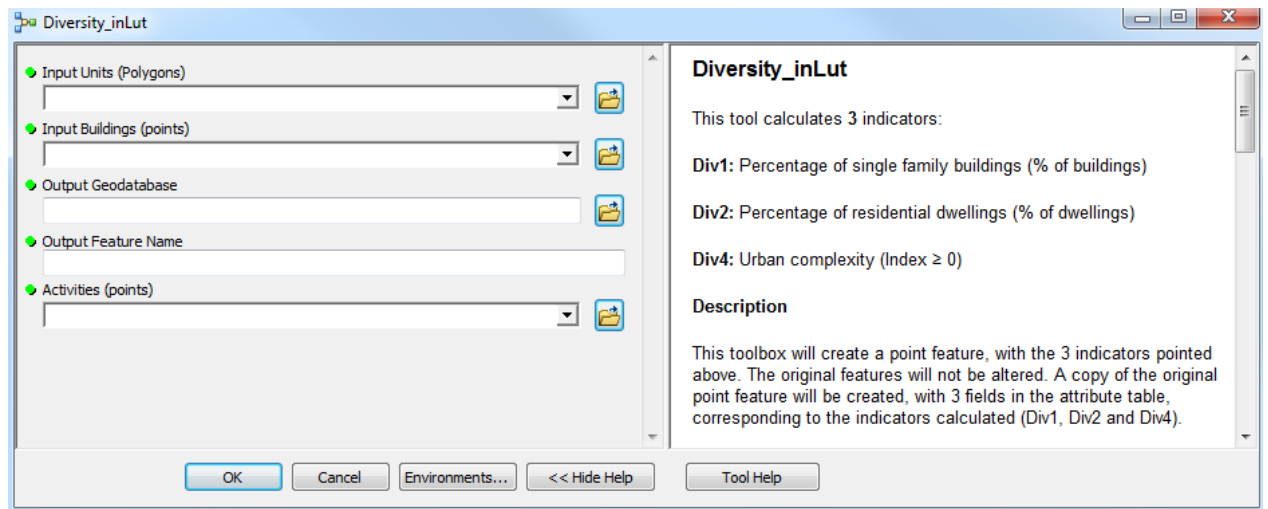 Diversity_inLut
Input Units (Polygons)
Input Buildings (points)
Output Geodatabase
Output Feature Name
Activities (points)
Diversity_inLut
This tool calculates 3 indicators:
Div1: Percentage of single family buildings (% of buildings)
Div2: Percentage of residential dwellings (% of dwellings)
Div4: Urban complexity (Index ≥ 0)
Description
This toolbox will create a point feature, with the 3 indicators pointed
above. The original features will not be altered. A copy of the original
point feature will be created, with 3 fields in the attribute table,
corresponding to the indicators calculated (Div1, Div2 and Div4).
OK
Cancel
Environments...
<< Hide Help
Tool Help